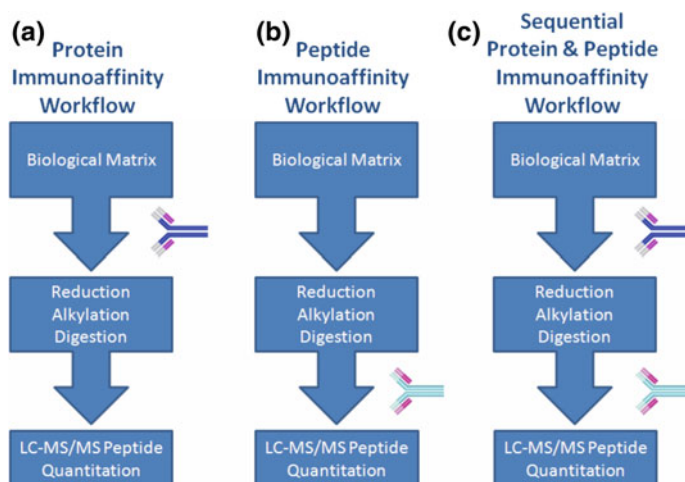 (a)
Protein
Immunoaffinity
Workflow
Biological Matrix
Reduction
Alkylation
Digestion
LC-MS/MS Peptide
Quantitation
(b)
Peptide
Immunoaffinity
Workflow
Biological Matrix
Reduction
Alkylation
Digestion
LC-MS/MS Peptide
Quantitation
(c)
Sequential
Protein & Peptide
Immunoaffinity
Workflow
Biological Matrix
Reduction
Alkylation
Digestion
LC-MS/MS Peptide
Quantitation